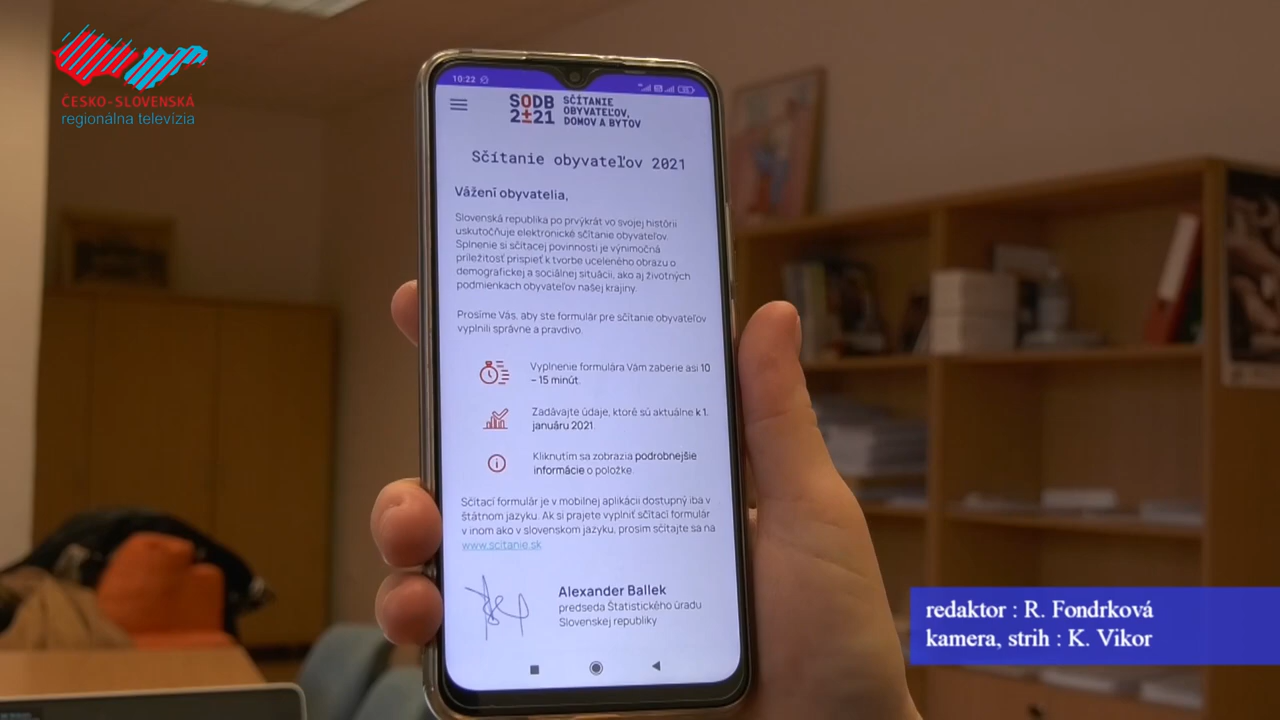 ČESKO-SLOVENSKÁ
regionálna televízia
10:22
SODB
2±21
SČÍTANIE
OBYVATEĽOV,
DOMOV A BYTOV
Sčítanie obyvateľov 2021
Vážení obyvatelia,
Slovenská republika po prvýkrát vo svojej histórii
uskutočňuje elektronické sčítanie obyvateľov.
Splnenie si sčítacej povinnosti je výnimočná
príležitosť prispieť k tvorbe uceleného obrazu o
demografickej a sociálnej situácii, ako aj životných
podmienkach obyvateľov našej krajiny.
Prosíme Vás, aby ste formulár pre sčítanie obyvateľov
vyplnili správne a pravdivo.
Vyplnenie formulára Vám zaberie asi 10
– 15 minút.
Zadávajte údaje, ktoré sú aktuálne k 1.
januáru 2021.
Kliknutím sa zobrazia podrobnejšie
informácie o položke.
Sčítací formulár je v mobilnej aplikácii dostupný iba v
štátnom jazyku. Ak si prajete vyplniť sčítací formulár
v inom ako v slovenskom jazyku, prosím sčítajte sa na
www.scitanie.sk
Alexander Ballek
predseda Štatistického úradu
Slovenskej republiky
redaktor : R. Fondrková
kamera, strih : K. Vikor